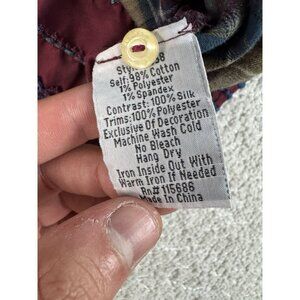 Self: 98% Cotton
1% Polyester
1% Spandex
Contrast: 100% Silk
Trims: 100% Polyester
Exclusive Of Decoration
Machine Wash Cold
No Bleach
Hang Dry
Iron Inside Out With
Warm Iron If Needed
Rn# 115686
Made In China